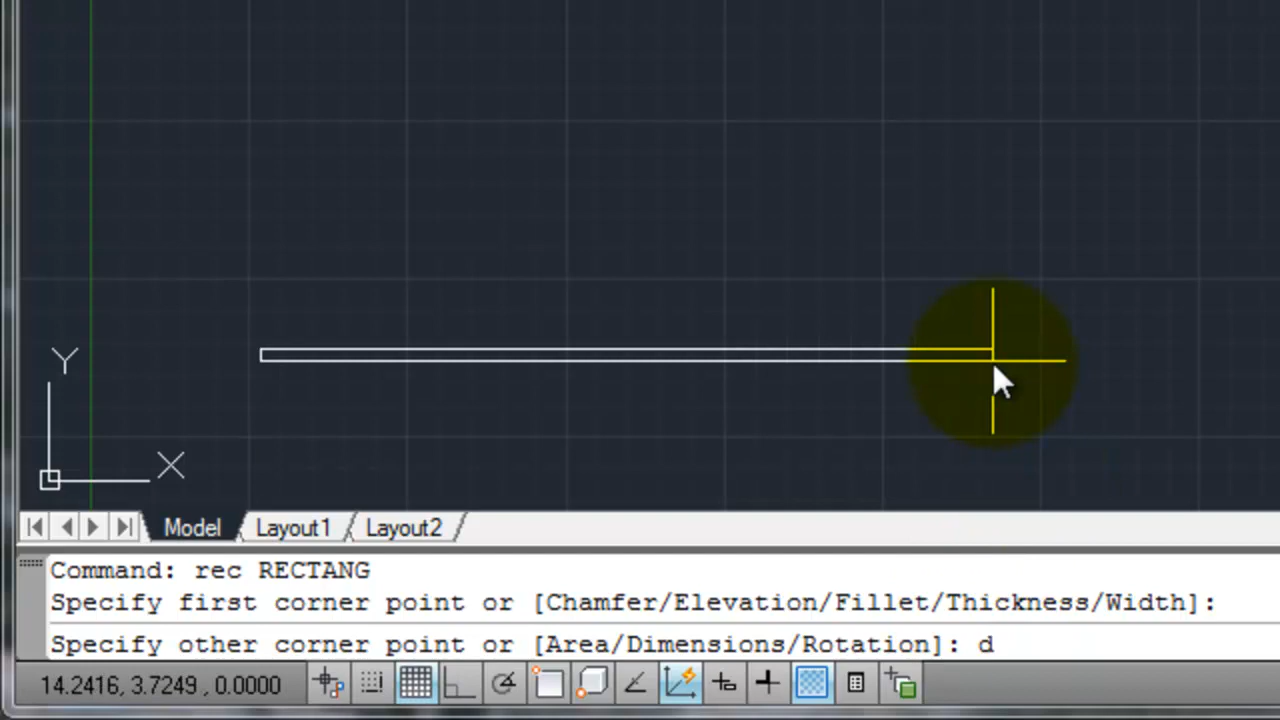 Y
X
Model Layout1 Layout2
Command: rec RECTANG
Specify first corner point or [Chamfer/Elevation/Fillet/Thickness/Width]:
Specify other corner point or [Area/Dimensions/Rotation]: d
14.2416, 3.7249 , 0.0000